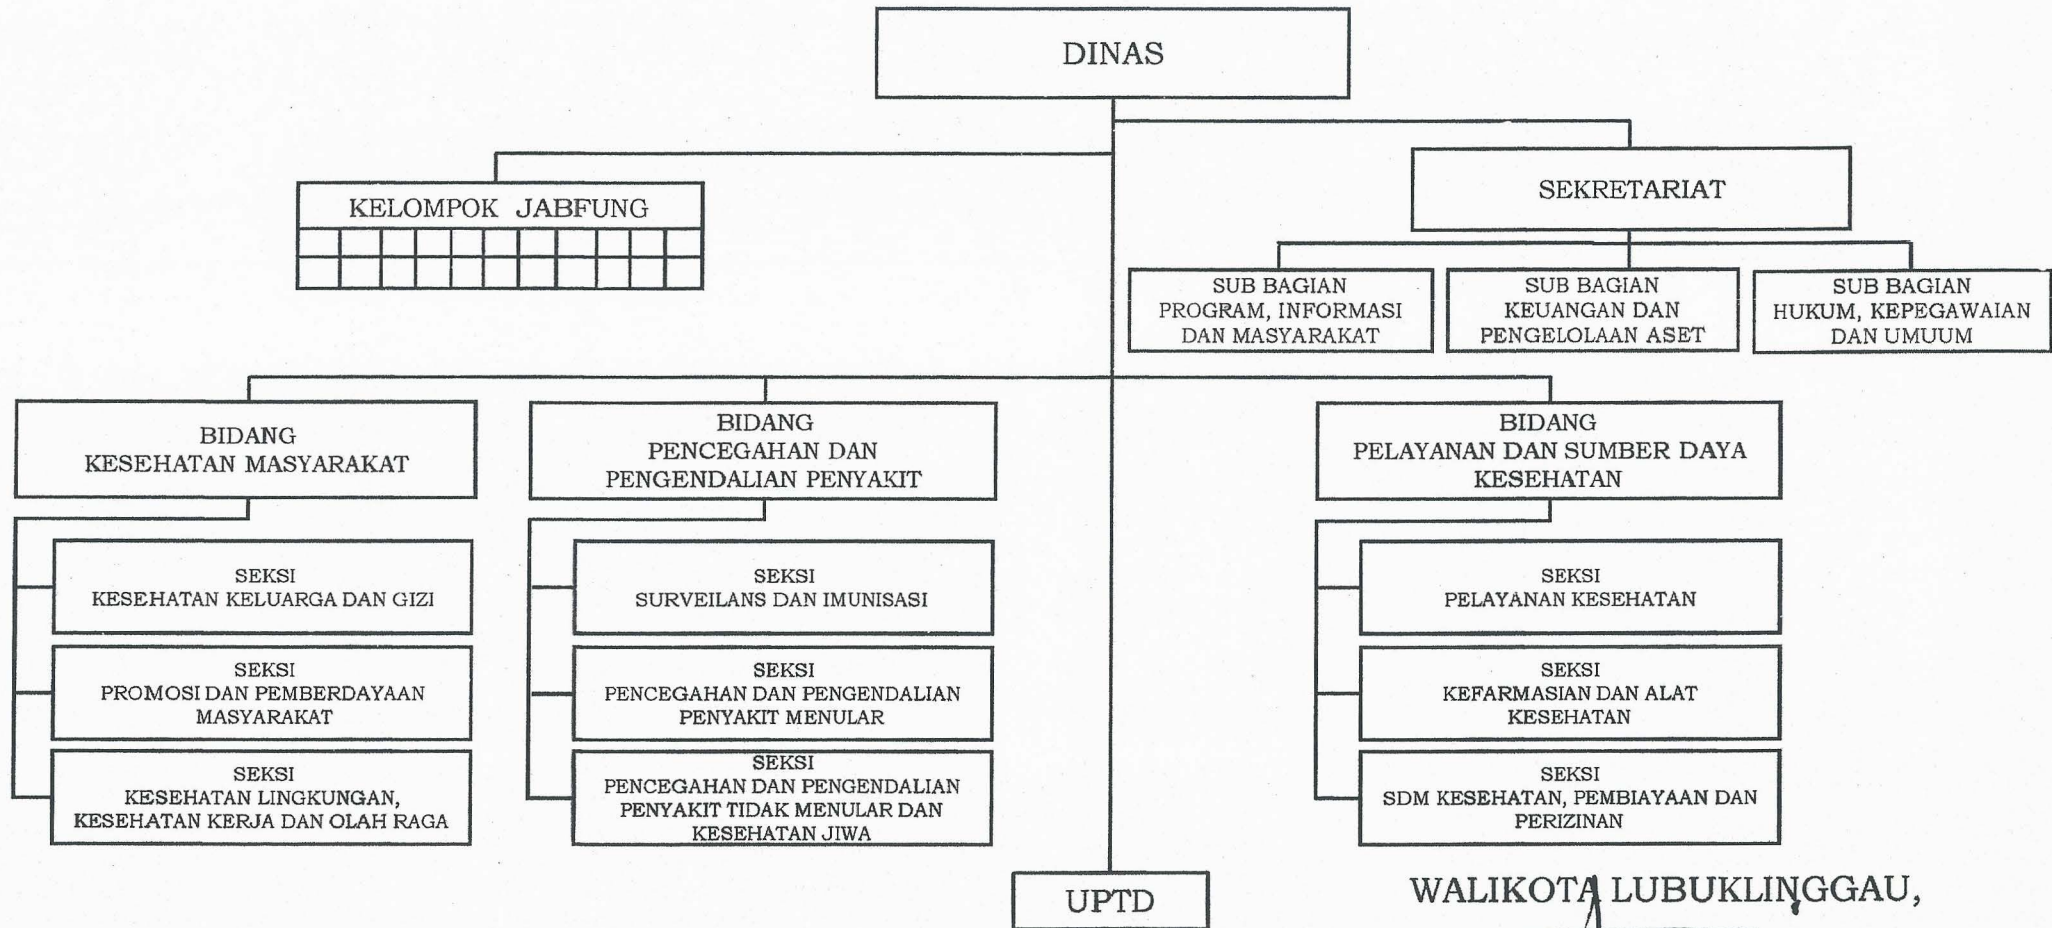 DINAS
SEKRETARIAT
KELOMPOK JABFUNG
SUB BAGIAN
PROGRAM, INFORMASI
DAN MASYARAKAT
SUB BAGIAN
KEUANGAN DAN
PENGELOLAAN ASET
SUB BAGIAN
HUKUM, KEPEGAWAIAN
DAN UMUUM
BIDANG
KESEHATAN MASYARAKAT
SEKSI
KESEHATAN KELUARGA DAN GIZI
SEKSI
PROMOSI DAN PEMBERDAYAAN
MASYARAKAT
SEKSI
KESEHATAN LINGKUNGAN,
KESEHATAN KERJA DAN OLAH RAGA
BIDANG
PENCEGAHAN DAN
PENGENDALIAN PENYAKIT
SEKSI
SURVEILANS DAN IMUNISASI
SEKSI
PENCEGAHAN DAN PENGENDALIAN
PENYAKIT MENULAR
SEKSI
PENCEGAHAN DAN PENGENDALIAN
PENYAKIT TIDAK MENULAR DAN
KESEHATAN JIWA
BIDANG
PELAYANAN DAN SUMBER DAYA
KESEHATAN
SEKSI
PELAYANAN KESEHATAN
SEKSI
KEFARMASIAN DAN ALAT
KESEHATAN
SEKSI
SDM KESEHATAN, PEMBIAYAAN DAN
PERIZINAN
UPTD
WALIKOTA LUBUKLINGGAU,